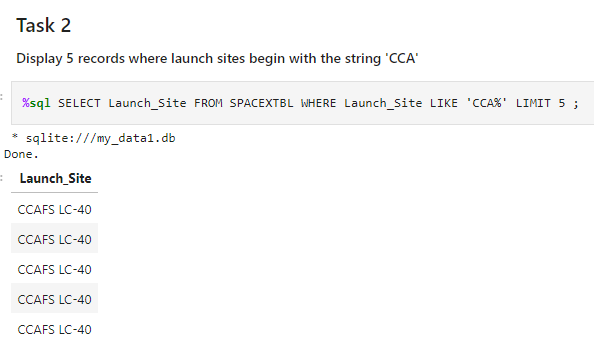 Task 2
Display 5 records where launch sites begin with the string 'CCA'
%sql SELECT Launch_Site FROM SPACEXTBL WHERE Launch_Site LIKE 'CCA%' LIMIT 5 ;
* sqlite:///my_data1.db
Done.
Launch_Site
CCAFS LC-40
CCAFS LC-40
CCAFS LC-40
CCAFS LC-40
CCAFS LC-40